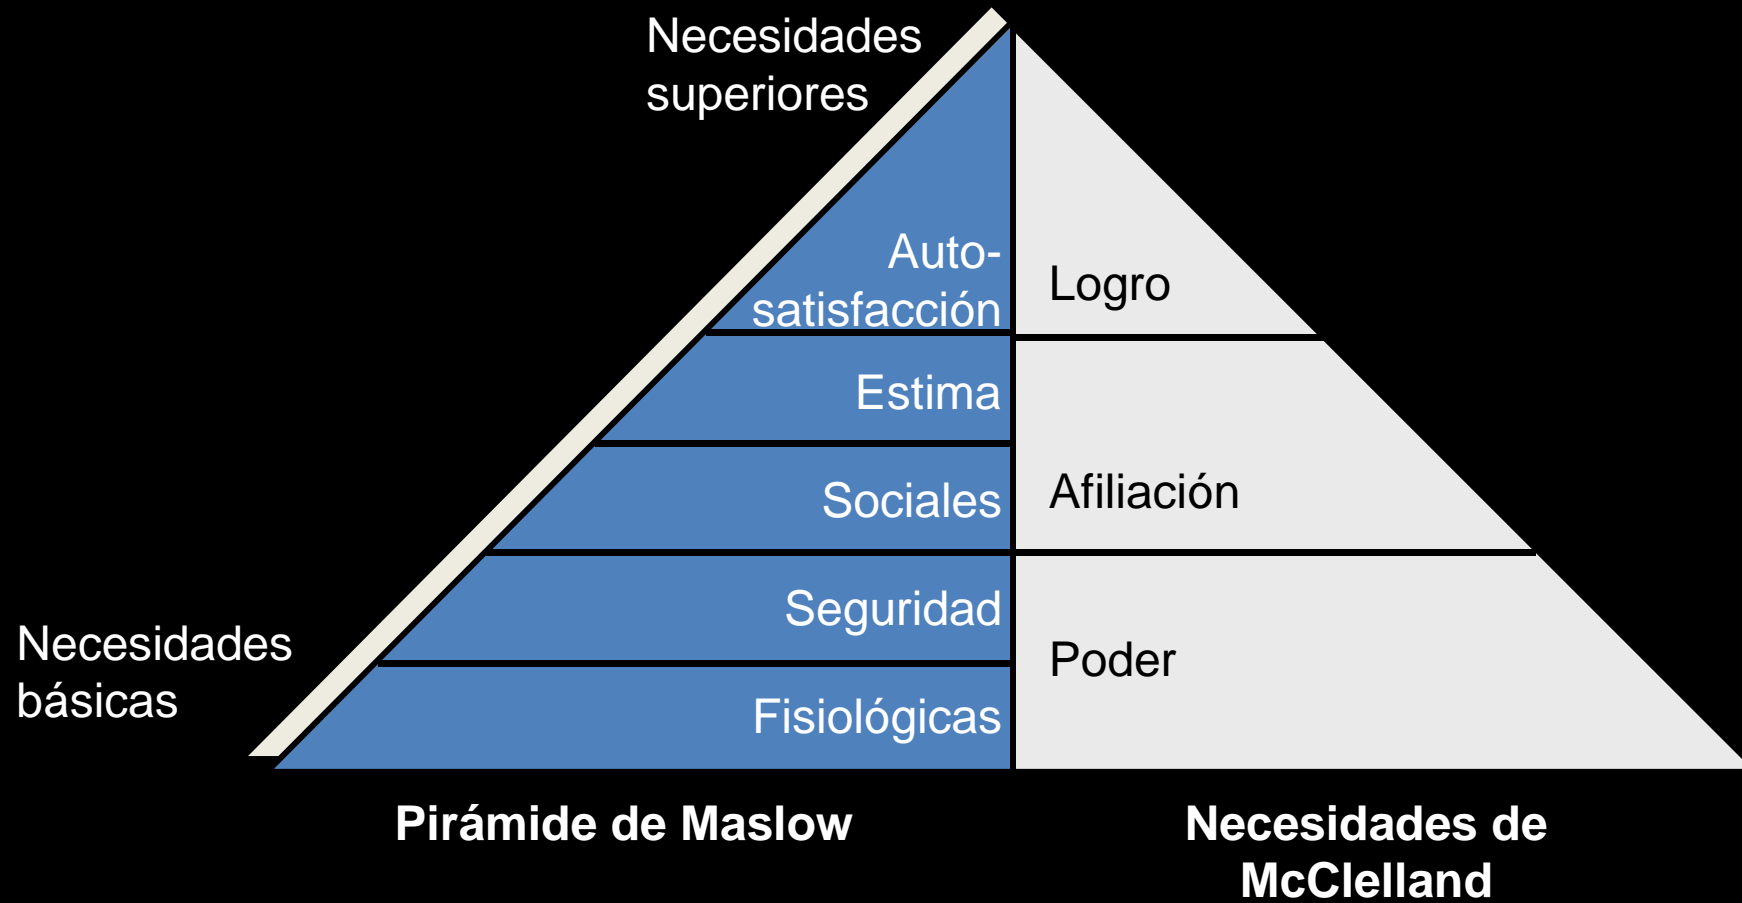 Necesidades
superiores
Auto-
satisfacción
Logro
Estima
Sociales
Afiliación
Seguridad
Necesidades
básicas
Poder
Fisiológicas
Pirámide de Maslow
Necesidades de
McClelland